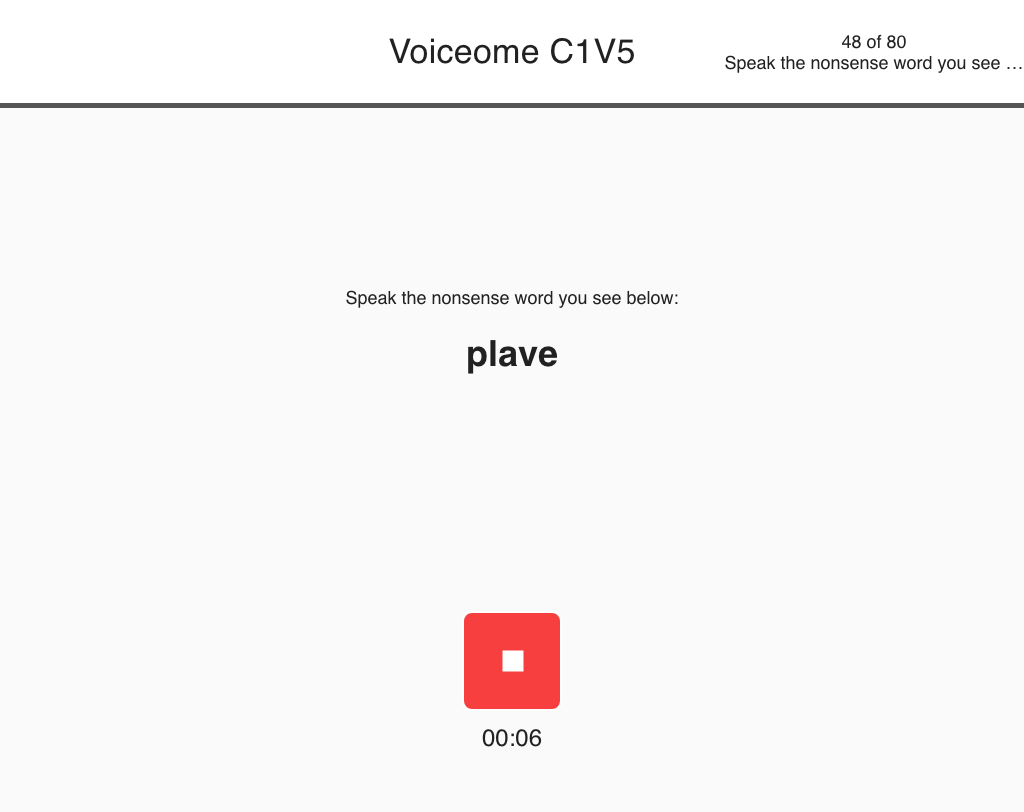 Voiceome C1V5
48 of 80
Speak the nonsense word you see …
Speak the nonsense word you see below:
plave
00:06